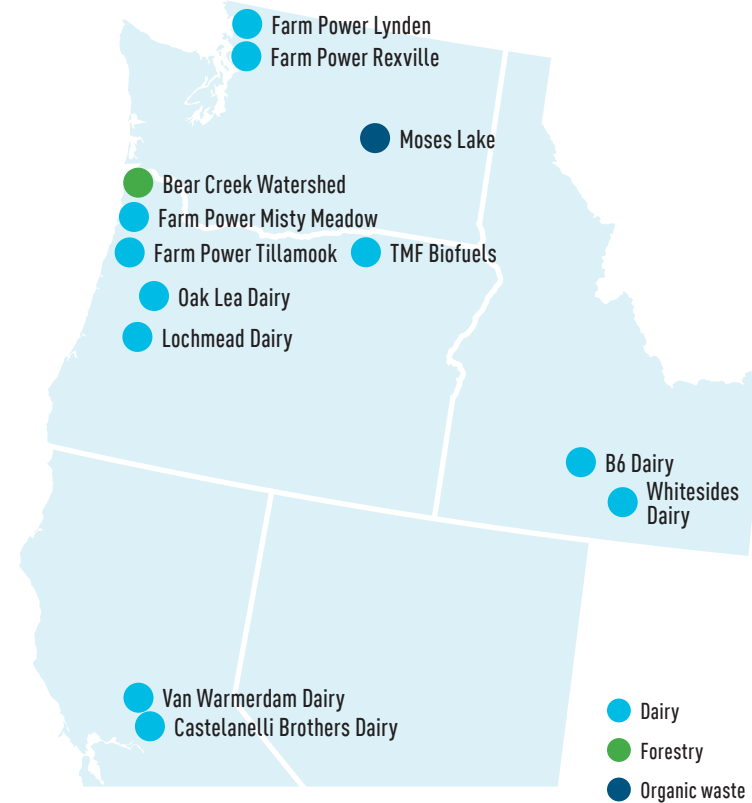 Farm Power Lynden
Farm Power Rexville
Moses Lake
Bear Creek Watershed
Farm Power Misty Meadow
Farm Power Tillamook
TMF Biofuels
Oak Lea Dairy
Lochmead Dairy
B6 Dairy
Whitesides
Dairy
Van Warmerdam Dairy
Castelanelli Brothers Dairy
Dairy
Forestry
Organic waste